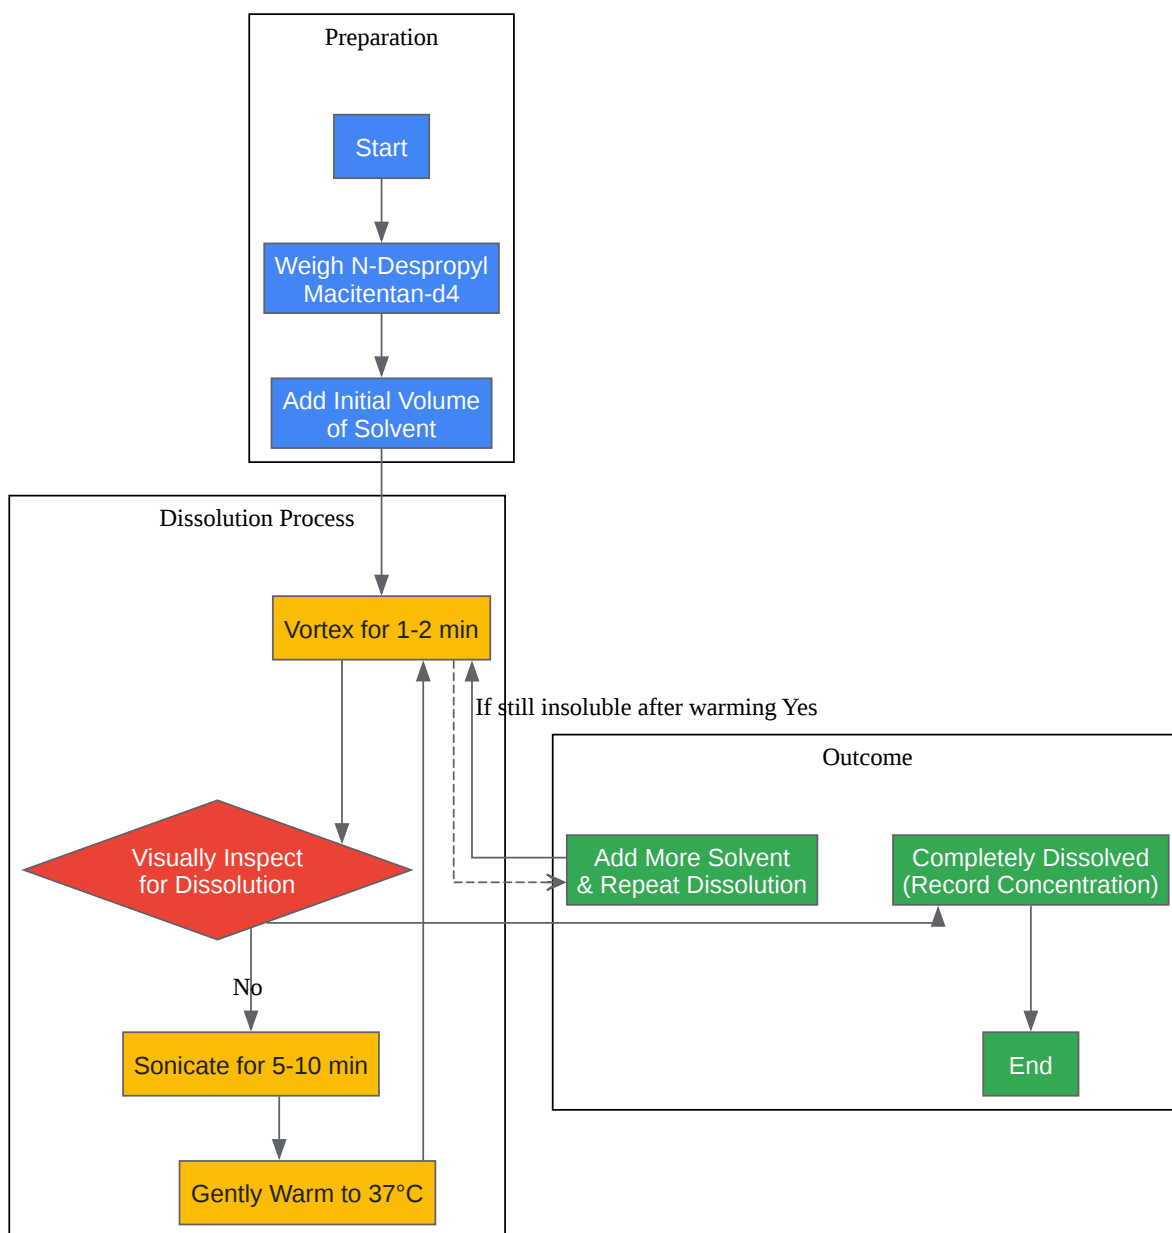 Preparation
Start
Weigh N-Despropyl
Macitentan-d4
Add Initial Volume
of Solvent
Dissolution Process
Vortex for 1-2 min
If still insoluble after warming Yes
Outcome
Visually Inspect
for Dissolution
Add More Solvent
& Repeat Dissolution
Completely Dissolved
(Record Concentration)
No
Sonicate for 5-10 min
End
Gently Warm to 37°C